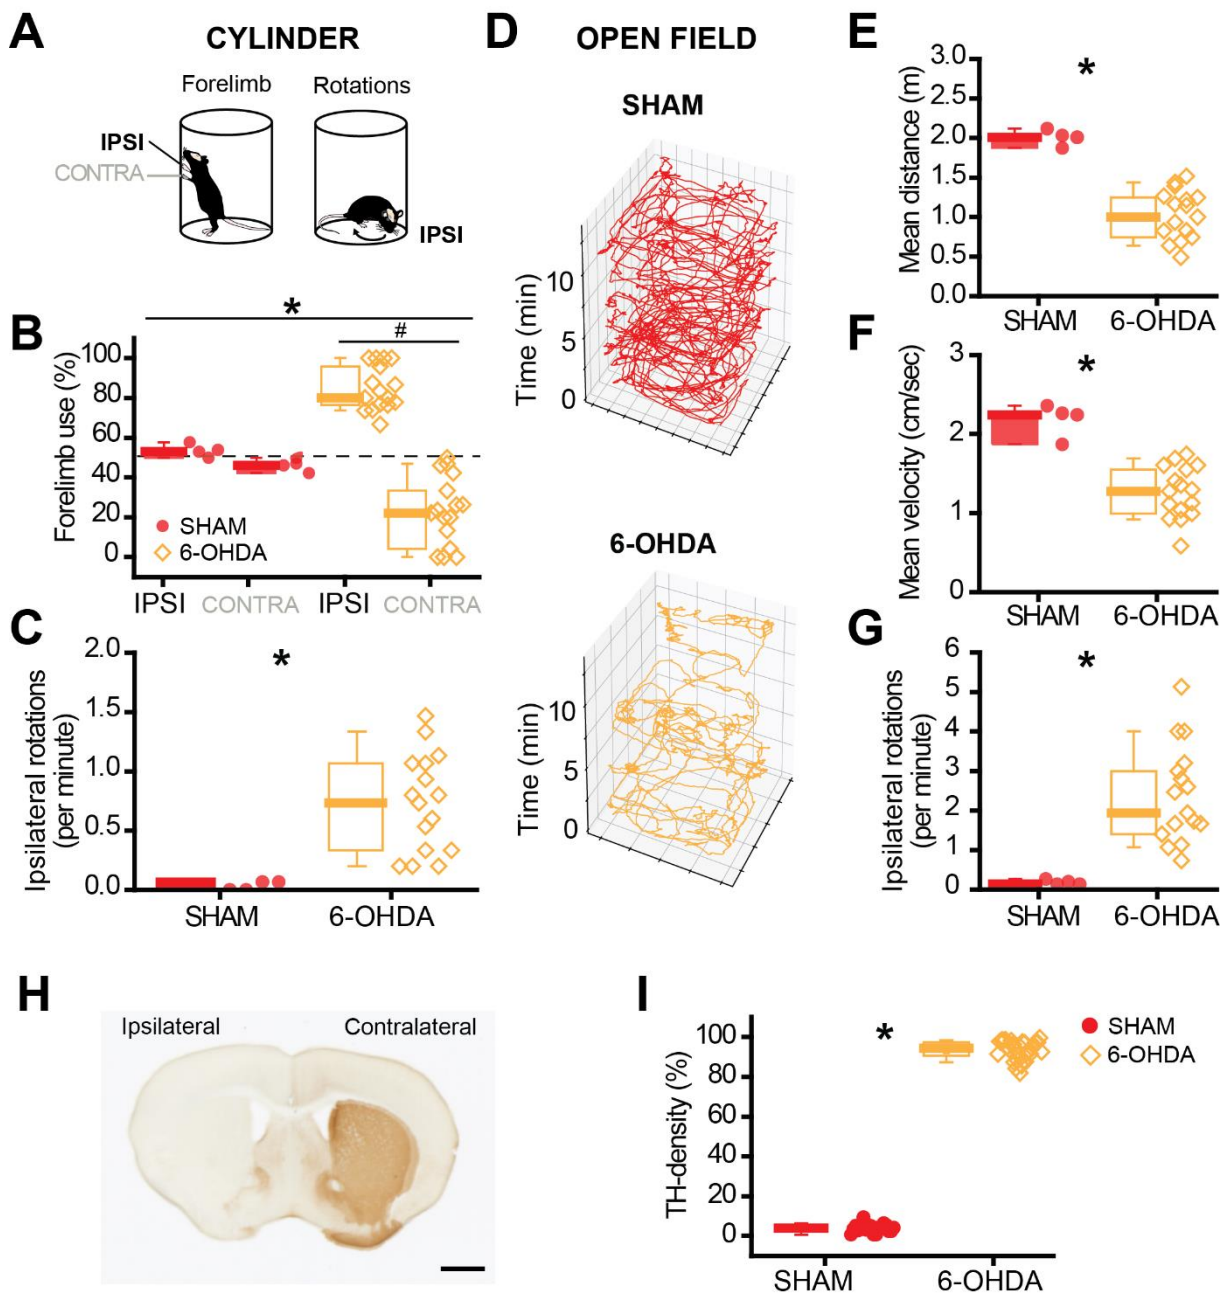 A
CYLINDER
Forelimb
Rotations
IPSI
CONTRA
IPSI
B
*
#
Forelimb use (%)
100
80
60
40
20
0
SHAM
6-OHDA
IPSI
CONTRA
IPSI
CONTRA
C
*
Ipsilateral rotations
(per minute)
2.0
1.5
1.0
0.5
0.0
SHAM
6-OHDA
D
OPEN FIELD
SHAM
Time (min)
10
5
0
6-OHDA
Time (min)
10
5
0
E
*
Mean distance (m)
3.0
2.5
2.0
1.5
1.0
0.5
0.0
SHAM
6-OHDA
F
*
Mean velocity (cm/sec)
3
2
1
0
SHAM
6-OHDA
G
*
Ipsilateral rotations
(per minute)
6
5
4
3
2
1
0
SHAM
6-OHDA
H
Ipsilateral
Contralateral
I
*
TH-density (%)
100
80
60
40
20
0
SHAM
6-OHDA
SHAM
6-OHDA